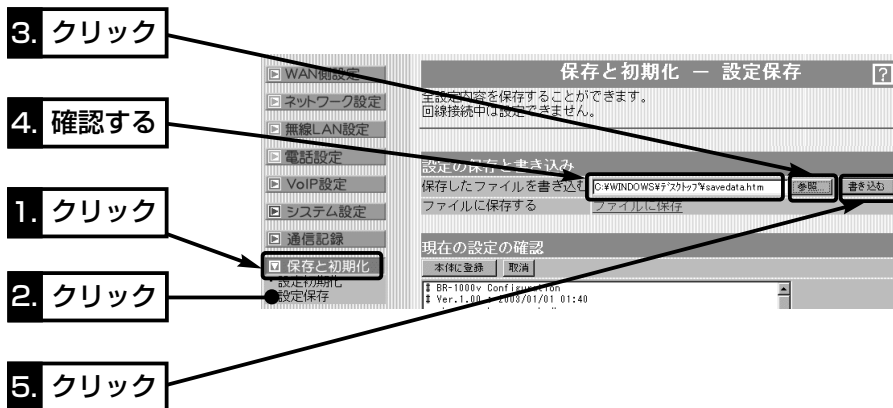 3. クリック
4. 確認する
1. クリック
2. クリック
5. クリック
WAN側設定
ネットワーク設定
無線LAN設定
電話設定
VoIP設定
システム設定
通信記録
保存と初期化
設定初期化
設定保存
保存と初期化 － 設定保存
?
全設定内容を保存することができます。
回線接続中は設定できません。
設定の保存と書き込み
保存したファイルを書き込む C:¥WINDOWS¥ﾃﾞｽｸﾄｯﾌﾟ¥savedata.htm 参照... 書き込む
ファイルに保存する ファイルに保存
現在の設定の確認
本体に登録 取消
# BR-1000v Configuration
# Ver.1.00 : 2003/01/01 01:40